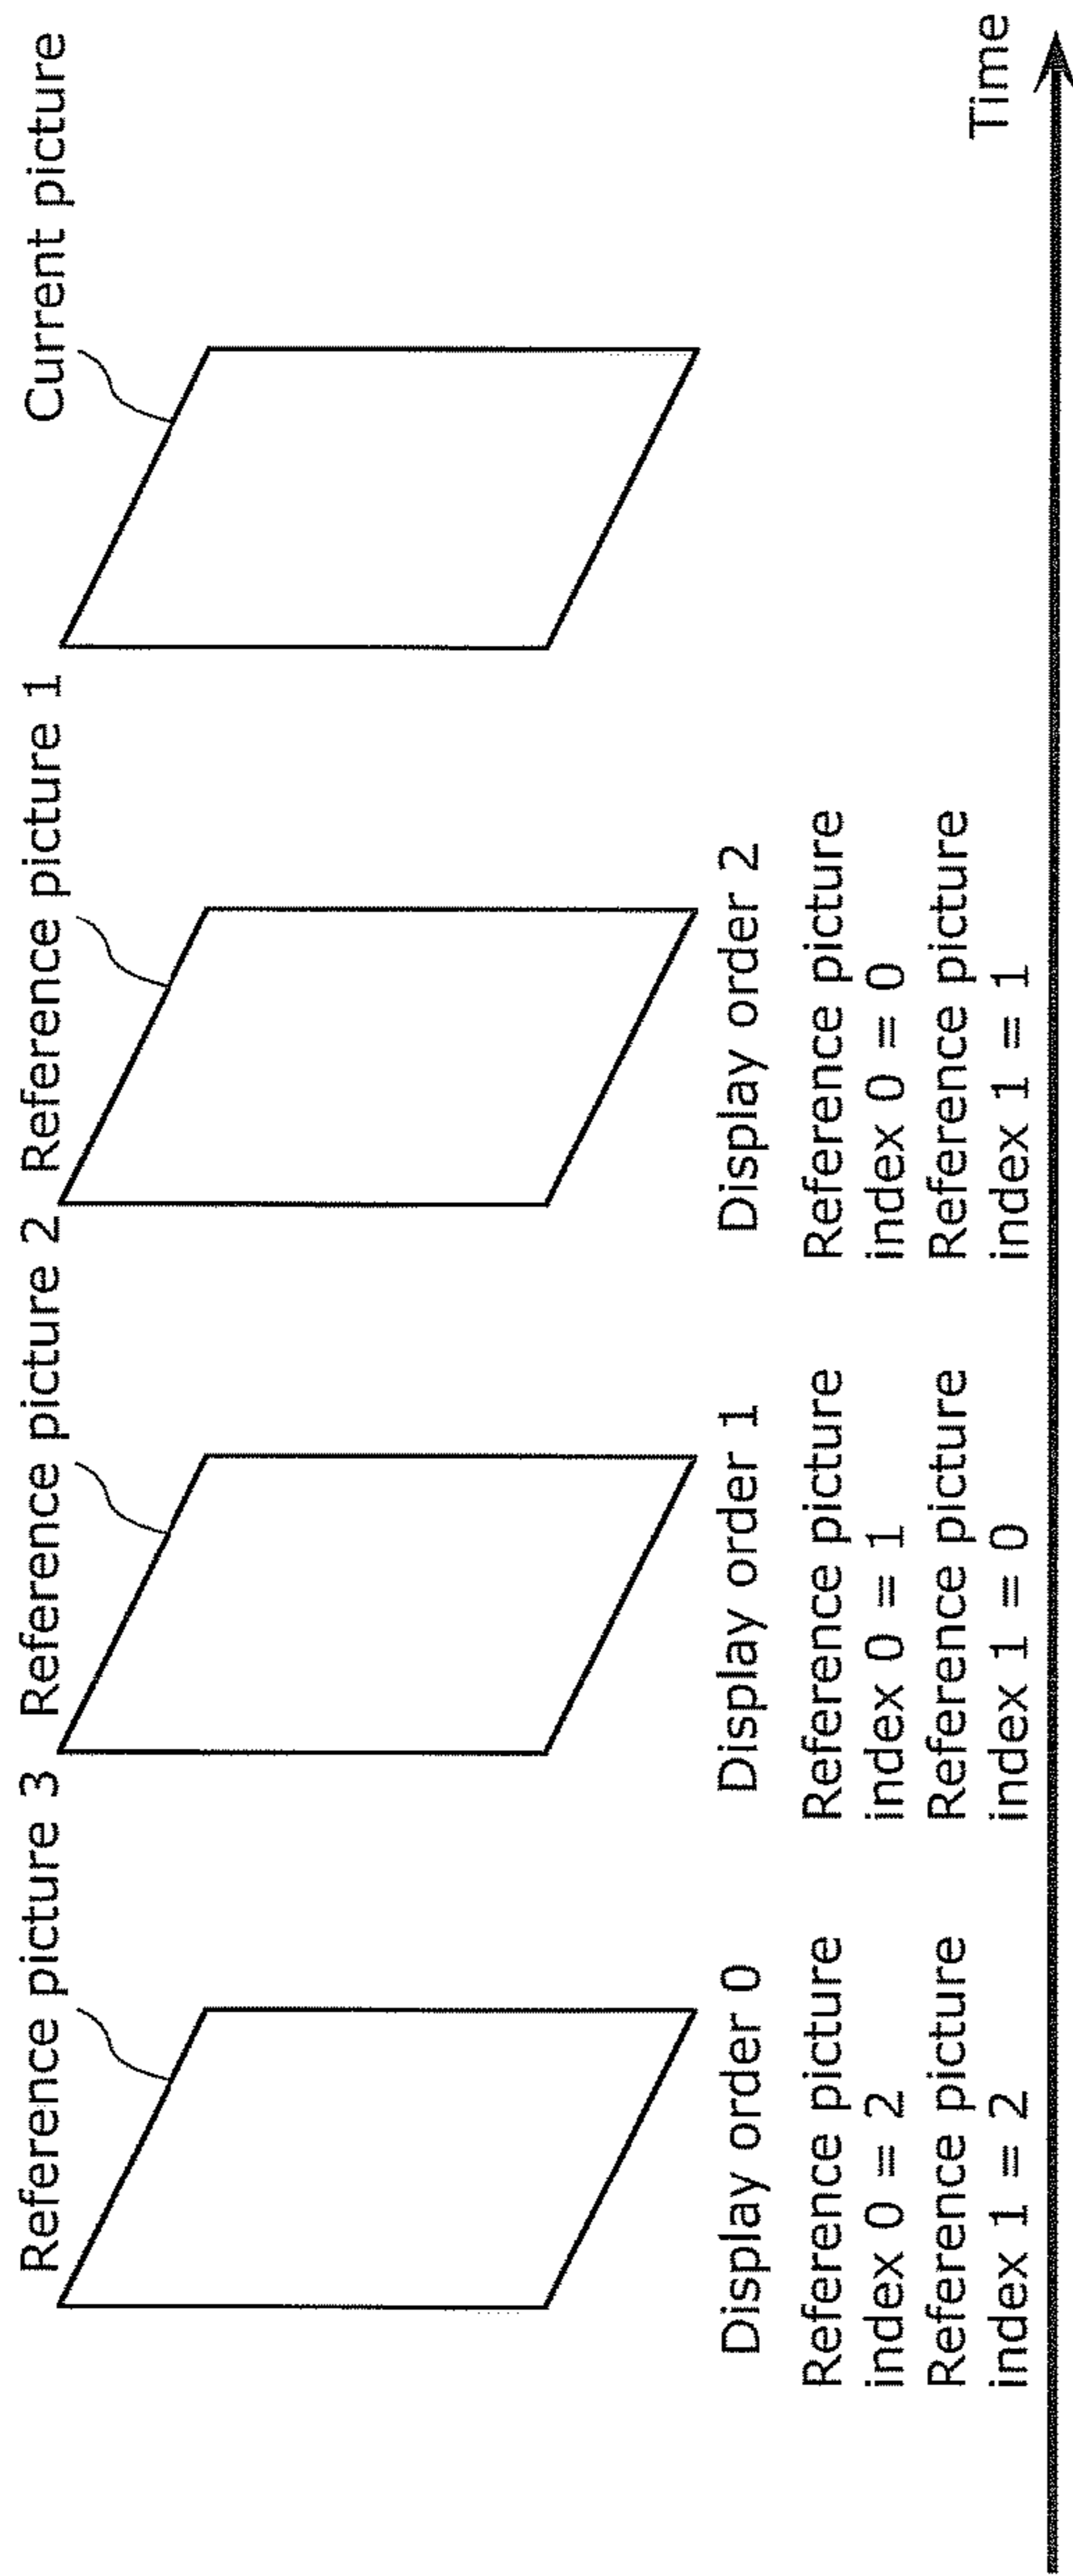 Reference picture 3
Reference picture 2
Reference picture 1
Current picture
Display order 0
Reference picture
index 0 = 2
Reference picture
index 1 = 2
Display order 1
Reference picture
index 0 = 1
Reference picture
index 1 = 0
Display order 2
Reference picture
index 0 = 0
Reference picture
index 1 = 1
Time